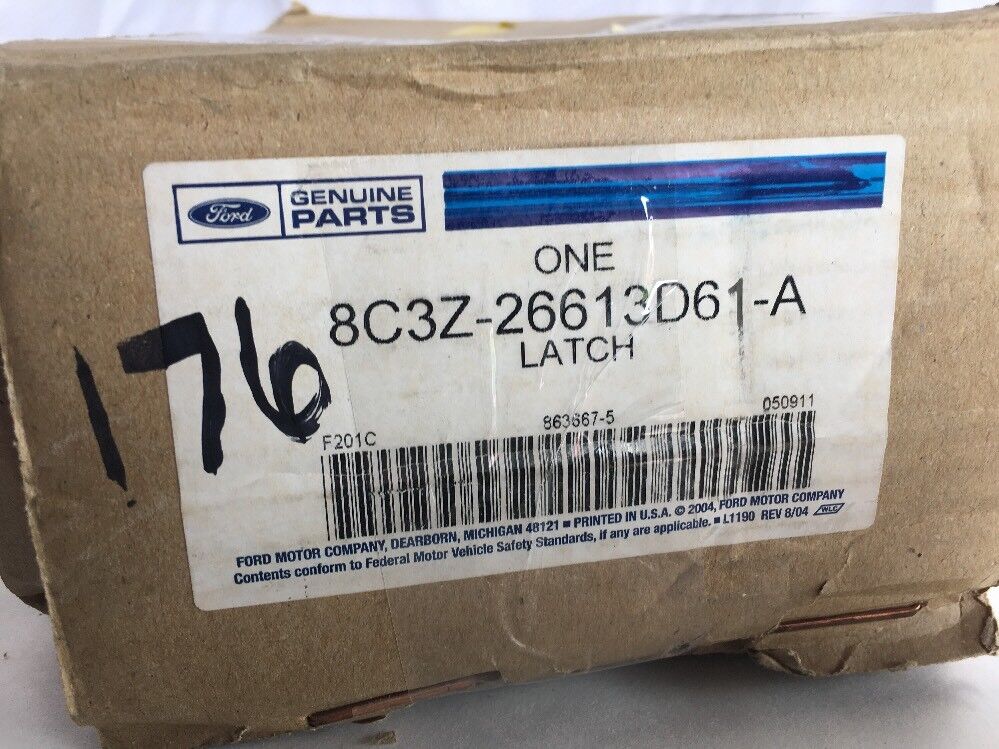 Ford
GENUINE
PARTS
ONE
8C3Z-26613D61-A
LATCH
176
F201C 863667-5 050911
FORD MOTOR COMPANY, DEARBORN, MICHIGAN 48121 ■ PRINTED IN U.S.A. © 2004, FORD MOTOR COMPANY
Contents conform to Federal Motor Vehicle Safety Standards, if any are applicable. ■ L1190 REV 8/04 WLC